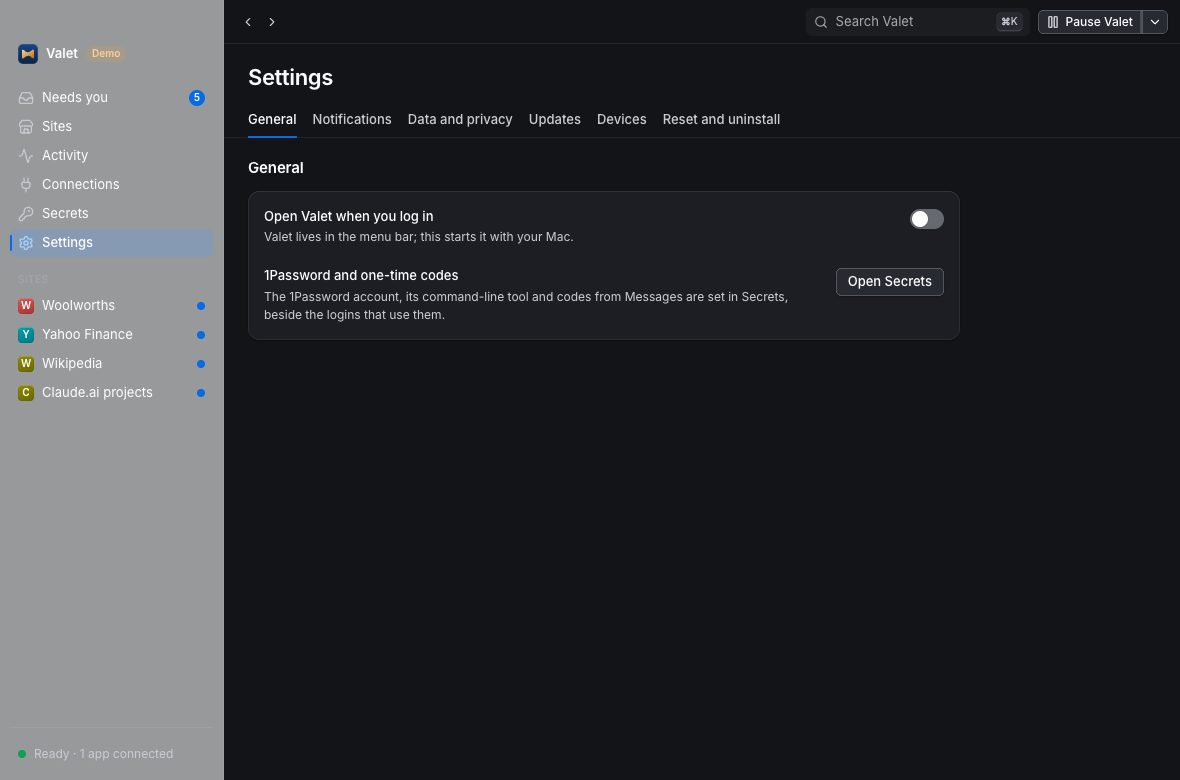 Valet Demo
Needs you 5
Sites
Activity
Connections
Secrets
Settings
SITES
W Woolworths
Y Yahoo Finance
W Wikipedia
C Claude.ai projects
Ready · 1 app connected
Search Valet ⌘K
Pause Valet
Settings
General Notifications Data and privacy Updates Devices Reset and uninstall
General
Open Valet when you log in
Valet lives in the menu bar; this starts it with your Mac.
1Password and one-time codes
The 1Password account, its command-line tool and codes from Messages are set in Secrets,
beside the logins that use them.
Open Secrets